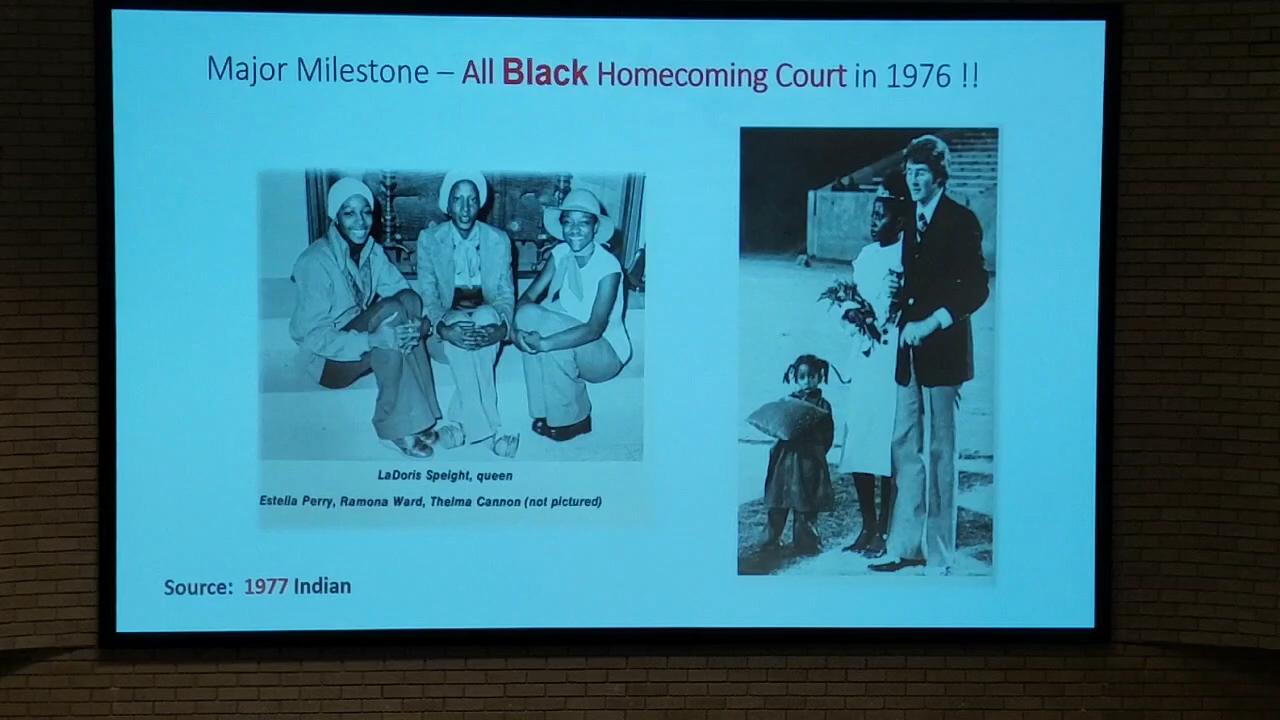 Major Milestone – All Black Homecoming Court in 1976 !!
LaDoris Speight, queen
Estella Perry, Ramona Ward, Thelma Cannon (not pictured)
Source: 1977 Indian